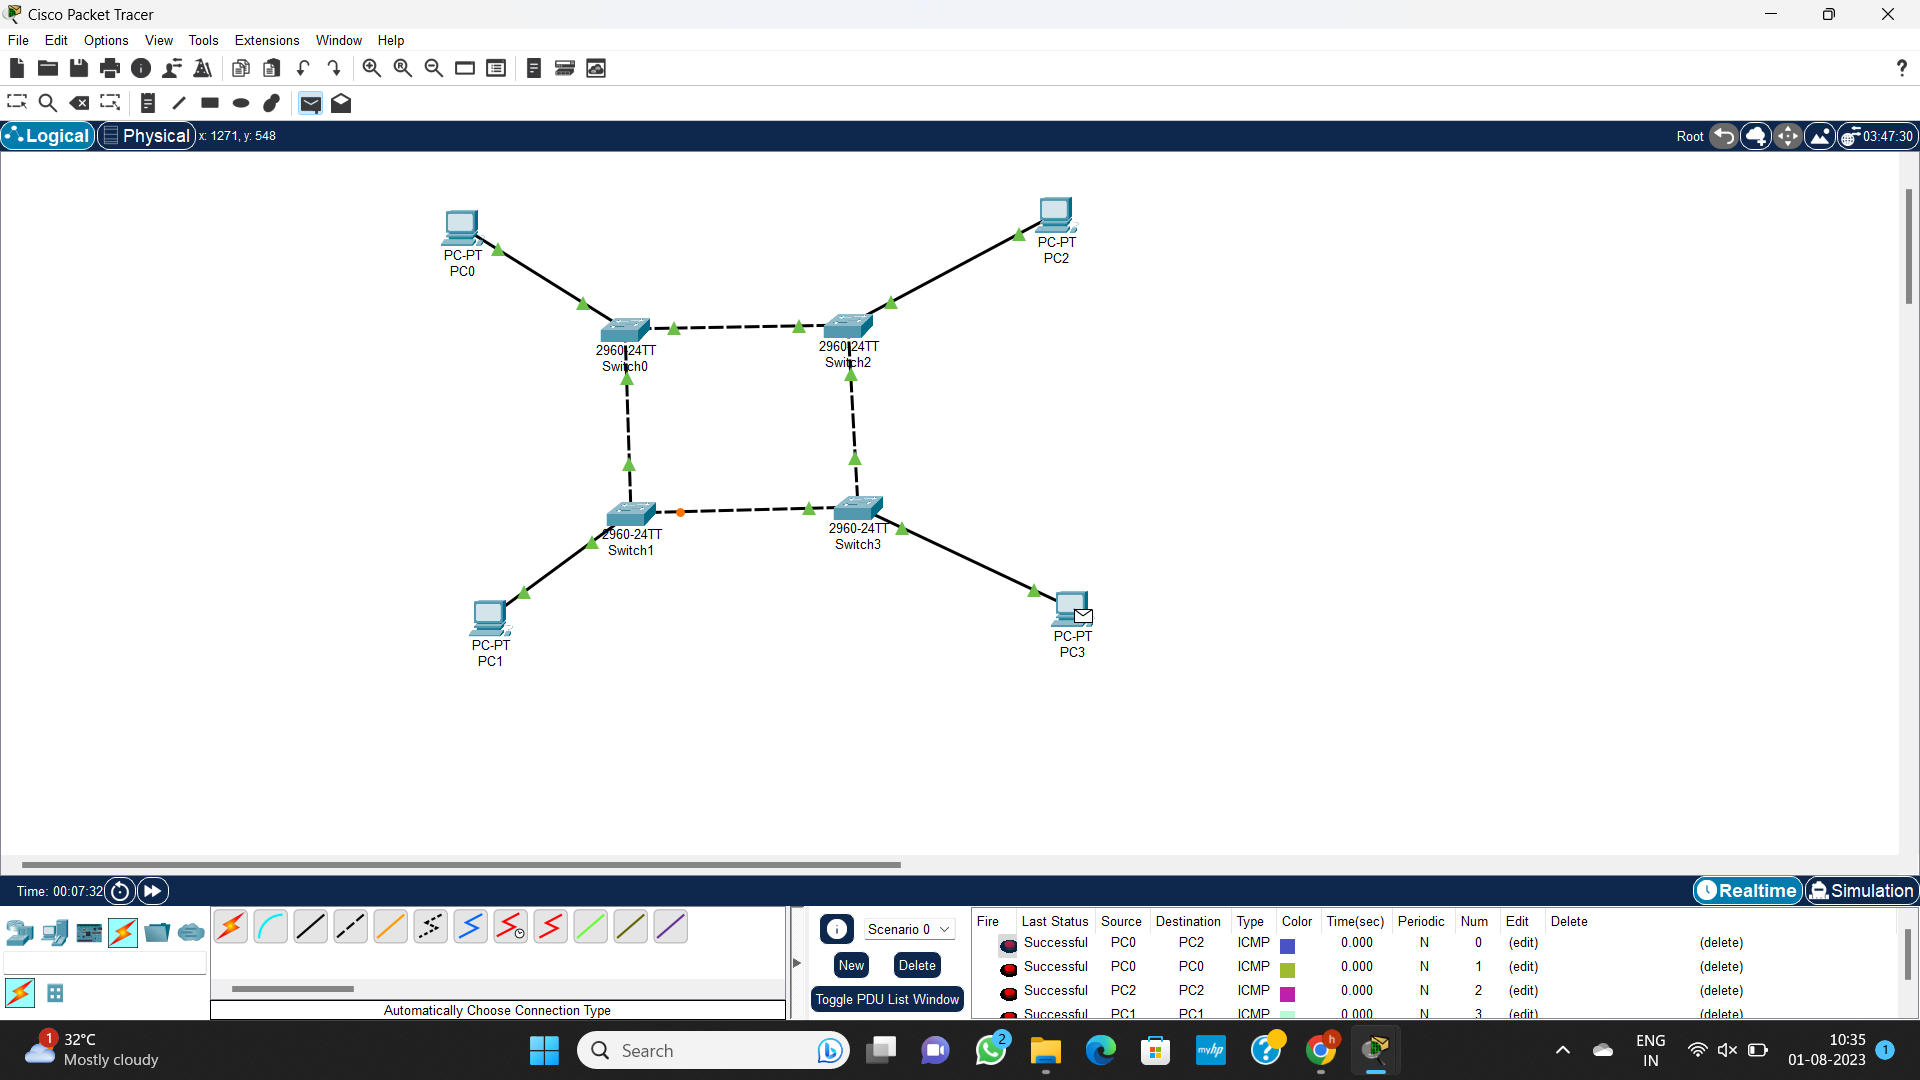 Cisco Packet Tracer
File Edit Options View Tools Extensions Window Help
?
Logical Physical x: 1271, y: 548 Root 03:47:30
PC-PT
PC0
PC-PT
PC2
2960-24TT
Switch0
2960-24TT
Switch2
2960-24TT
Switch1
2960-24TT
Switch3
PC-PT
PC1
PC-PT
PC3
Time: 00:07:32 Realtime Simulation
Scenario 0
New Delete
Toggle PDU List Window
Automatically Choose Connection Type
Fire Last Status Source Destination Type Color Time(sec) Periodic Num Edit Delete
Successful PC0 PC2 ICMP 0.000 N 0 (edit) (delete)
Successful PC0 PC0 ICMP 0.000 N 1 (edit) (delete)
Successful PC2 PC2 ICMP 0.000 N 2 (edit) (delete)
Successful PC1 PC1 ICMP 0.000 N 3 (edit) (delete)
1 32°C
Mostly cloudy
Search
2
myhp
?
h
ENG
IN
10:35
01-08-2023
1